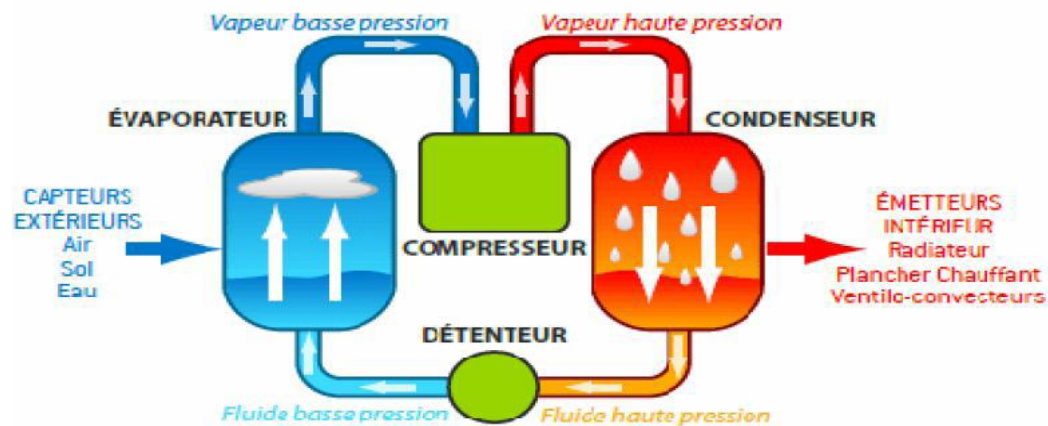 Vapeur basse pression
Vapeur haute pression
ÉVAPORATEUR
CONDENSEUR
CAPTEURS
EXTÉRIEURS
Air
Sol
Eau
COMPRESSEUR
ÉMETTEURS
INTÉRIEUR
Radiateur
Plancher Chauffant
Ventilo-convecteurs
DÉTENTEUR
Fluide basse pression
Fluide haute pression